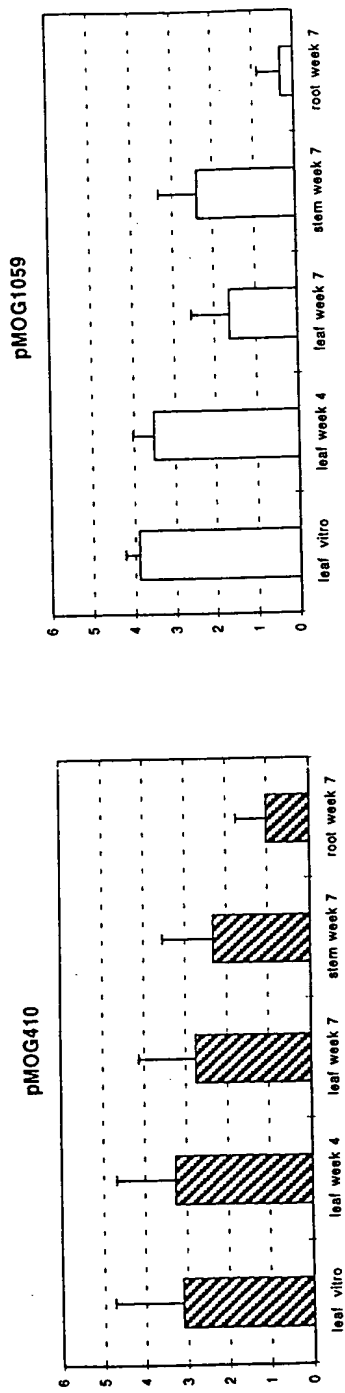 pMOG410
6
5
4
3
2
1
0
leaf vitro
leaf week 4
leaf week 7
stem week 7
root week 7
pMOG1059
6
5
4
3
2
1
0
leaf vitro
leaf week 4
leaf week 7
stem week 7
root week 7